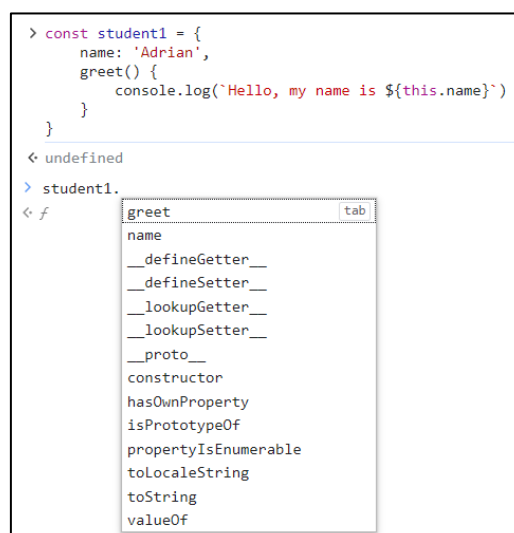 > const student1 = {
name: 'Adrian',
greet() {
console.log(`Hello, my name is ${this.name}`)
}
}
undefined
> student1.
f
greet tab
name
__defineGetter__
__defineSetter__
__lookupGetter__
__lookupSetter__
__proto__
constructor
hasOwnProperty
isPrototypeOf
propertyIsEnumerable
toLocaleString
toString
valueOf